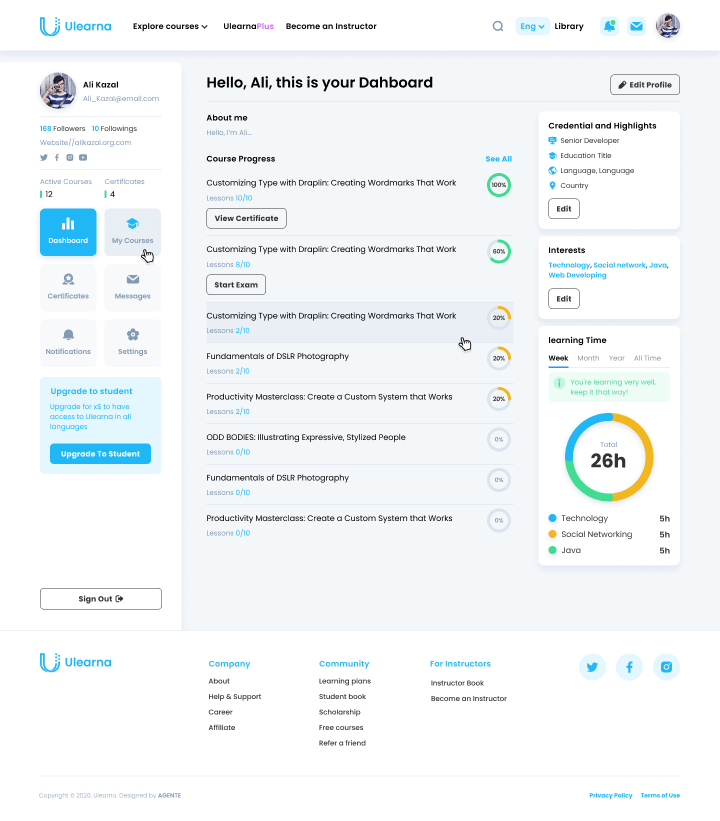 Ulearna
Explore courses
UlearnaPlus
Become an Instructor
Eng
Library
Ali Kazal
Ali_Kazal@email.com
168 Followers 10 Followings
Website//alikazal.org.com
Active Courses Certificates
12 4
Dashboard
My Courses
Certificates
Messages
Notifications
Settings
Upgrade to student
Upgrade for x$ to have
access to Ulearna in all
languages
Upgrade To Student
Sign Out
Hello, Ali, this is your Dahboard
Edit Profile
About me
Hello, I'm Ali...
Course Progress
See All
Customizing Type with Draplin: Creating Wordmarks That Work
Lessons 10/10
100%
View Certificate
Customizing Type with Draplin: Creating Wordmarks That Work
Lessons 8/10
60%
Start Exam
Customizing Type with Draplin: Creating Wordmarks That Work
Lessons 2/10
20%
Fundamentals of DSLR Photography
Lessons 2/10
20%
Productivity Masterclass: Create a Custom System that Works
Lessons 2/10
20%
ODD BODIES: Illustrating Expressive, Stylized People
Lessons 0/10
0%
Fundamentals of DSLR Photography
Lessons 0/10
0%
Productivity Masterclass: Create a Custom System that Works
Lessons 0/10
0%
Credential and Highlights
Senior Developer
Education Title
Language, Language
Country
Edit
Interests
Technology, Social network, Java,
Web Developing
Edit
learning Time
Week Month Year All Time
You're learning very well,
keep it that way!
Total
26h
Technology 5h
Social Networking 5h
Java 5h
Ulearna
Company
About
Help & Support
Career
Affiliate
Community
Learning plans
Student book
Scholarship
Free courses
Refer a friend
For Instructors
Instructor Book
Become an Instructor
Copyright © 2020. Ulearna. Designed by AGENTE
Privacy Policy Terms of Use